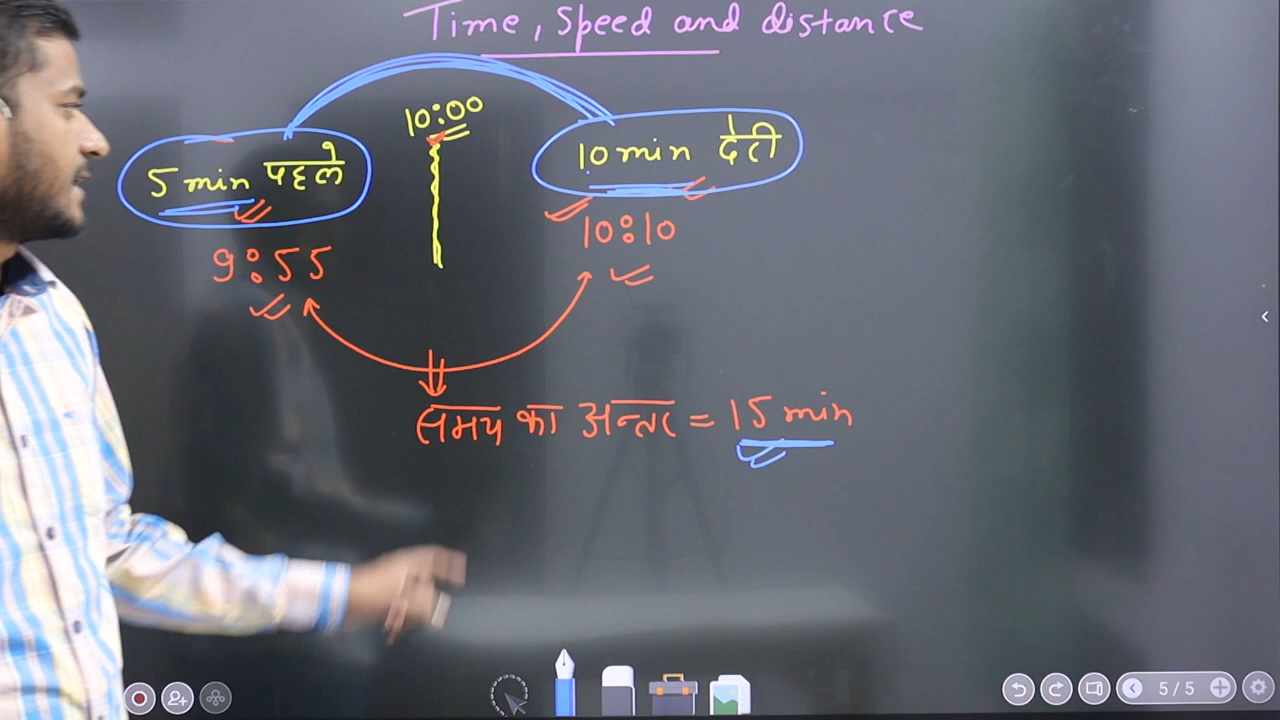 Time, Speed and distance
10:00
5 min पहले
10 min देरी
9:55
10:10
समय का अन्तर = 15 min
5/5